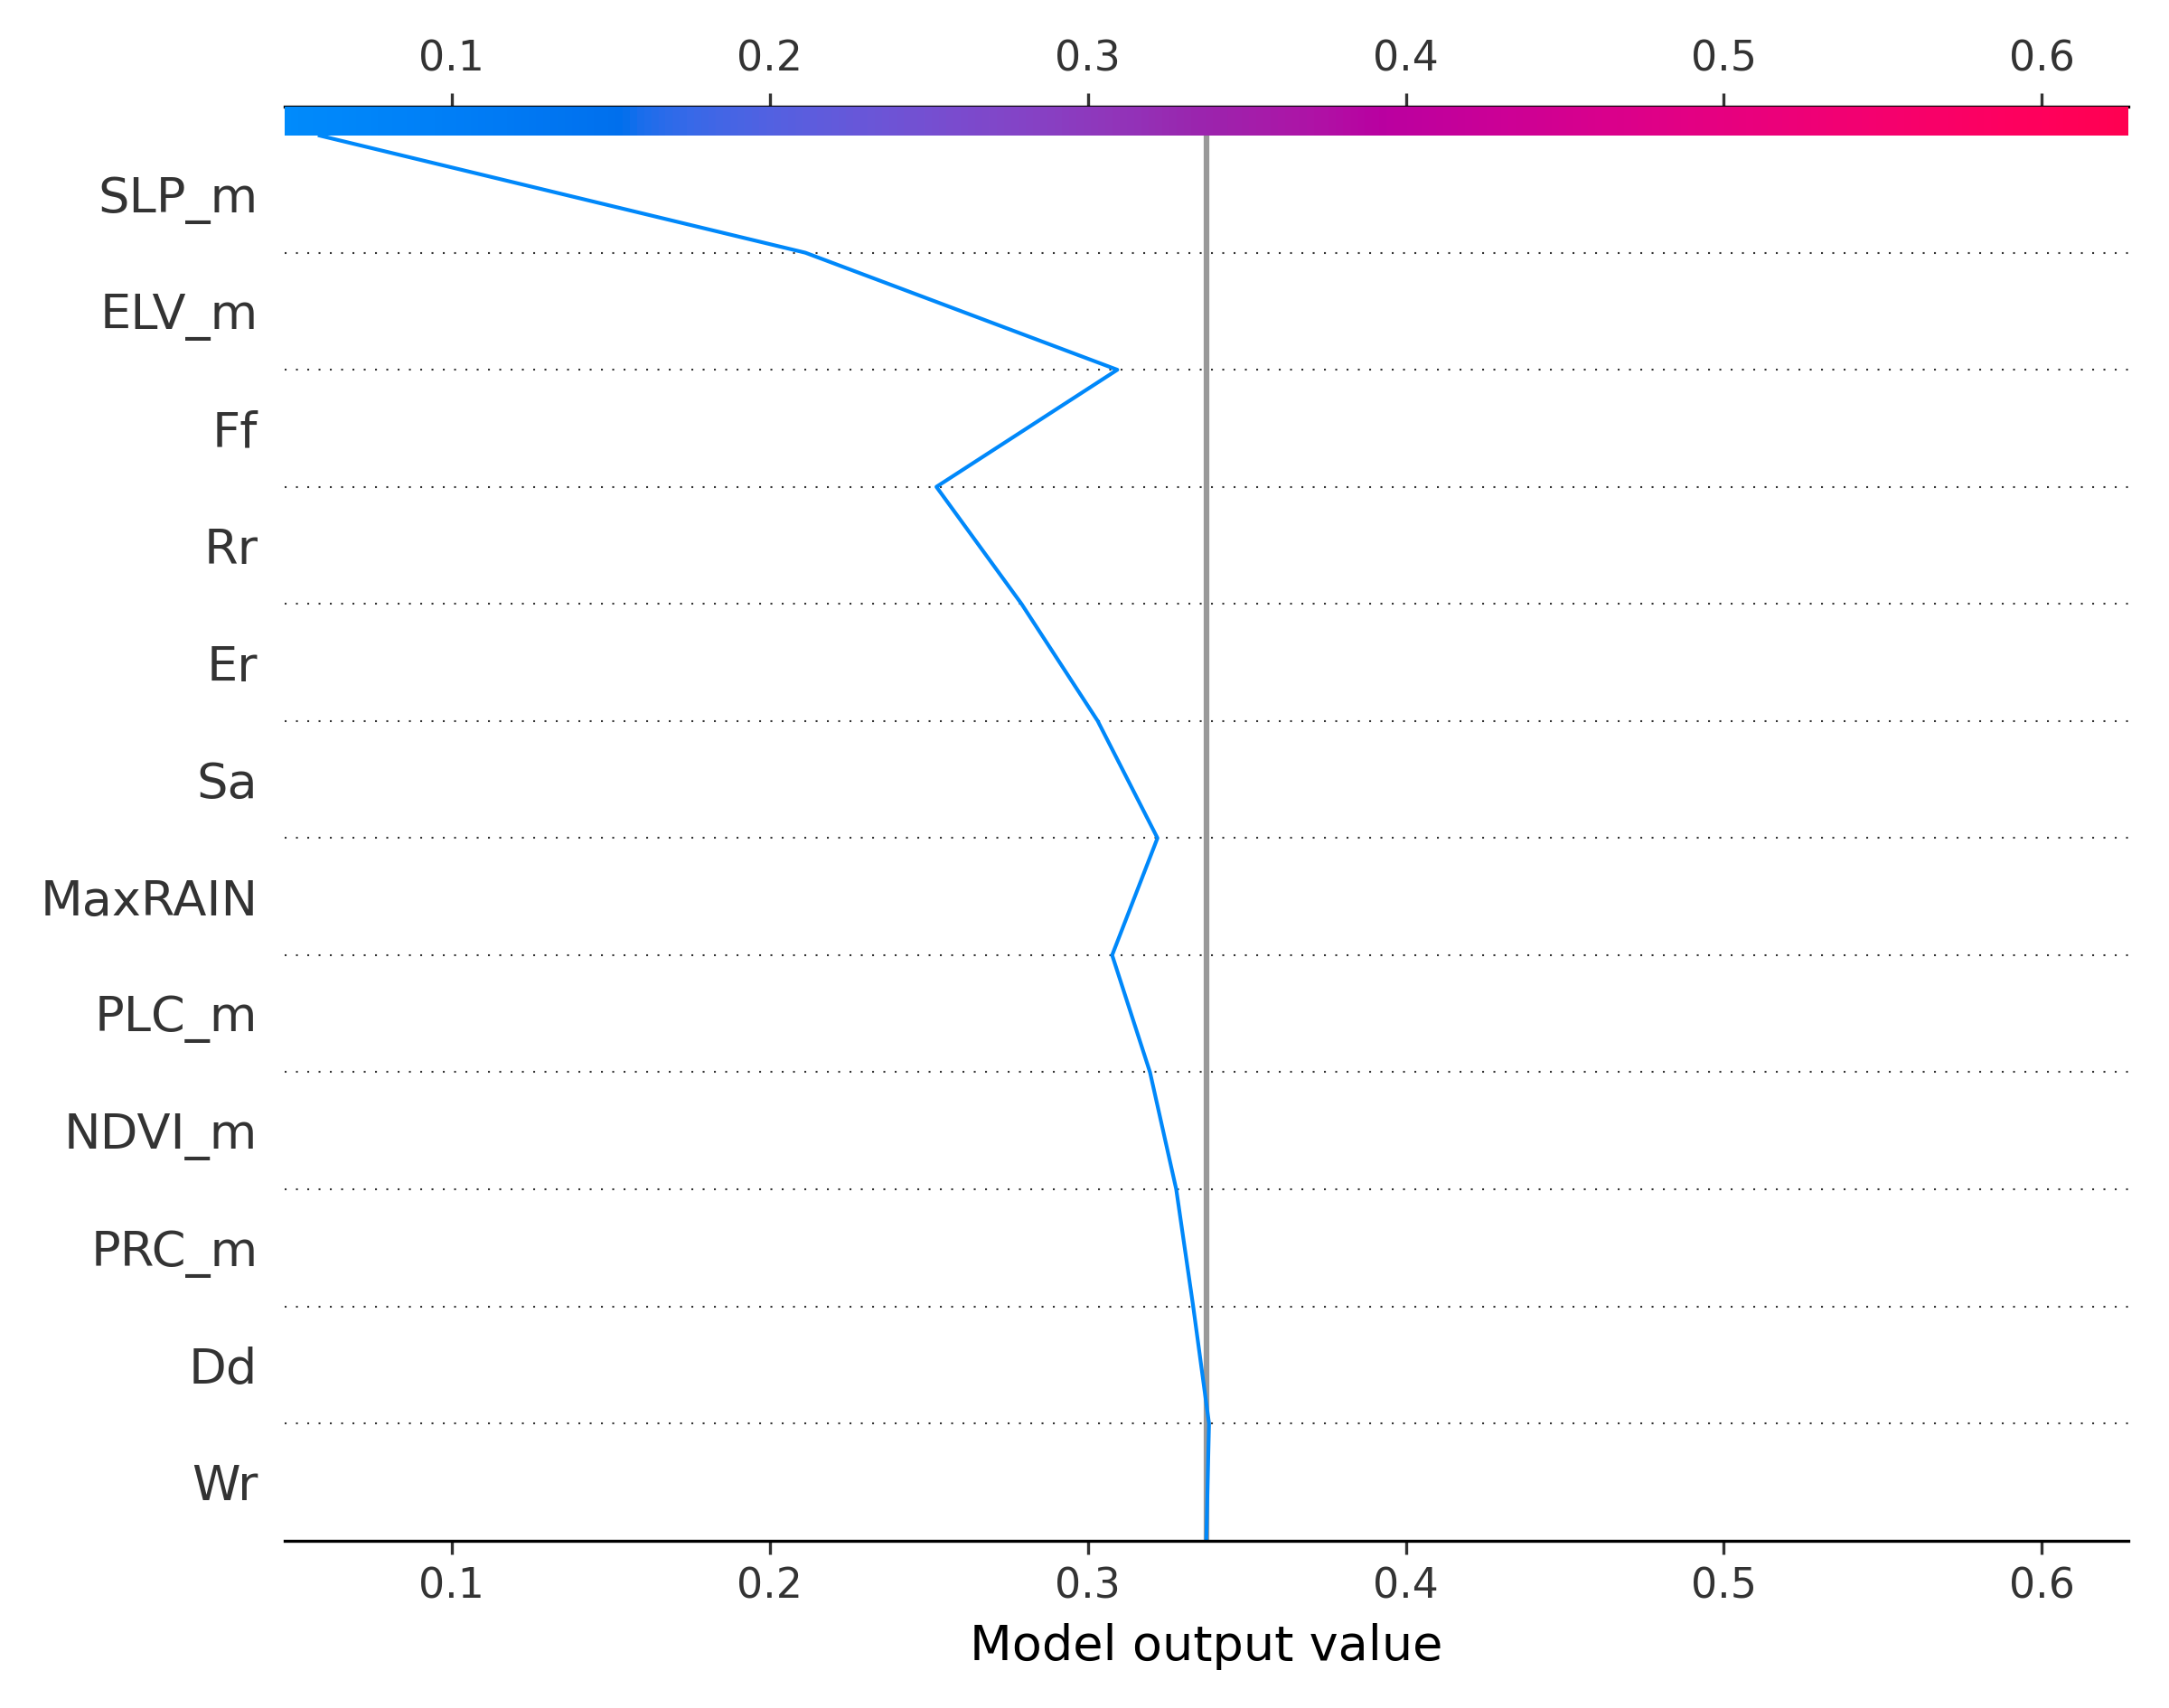 0.1 0.2 0.3 0.4 0.5 0.6
SLP_m
ELV_m
Ff
Rr
Er
Sa
MaxRAIN
PLC_m
NDVI_m
PRC_m
Dd
Wr
0.1 0.2 0.3 0.4 0.5 0.6
Model output value